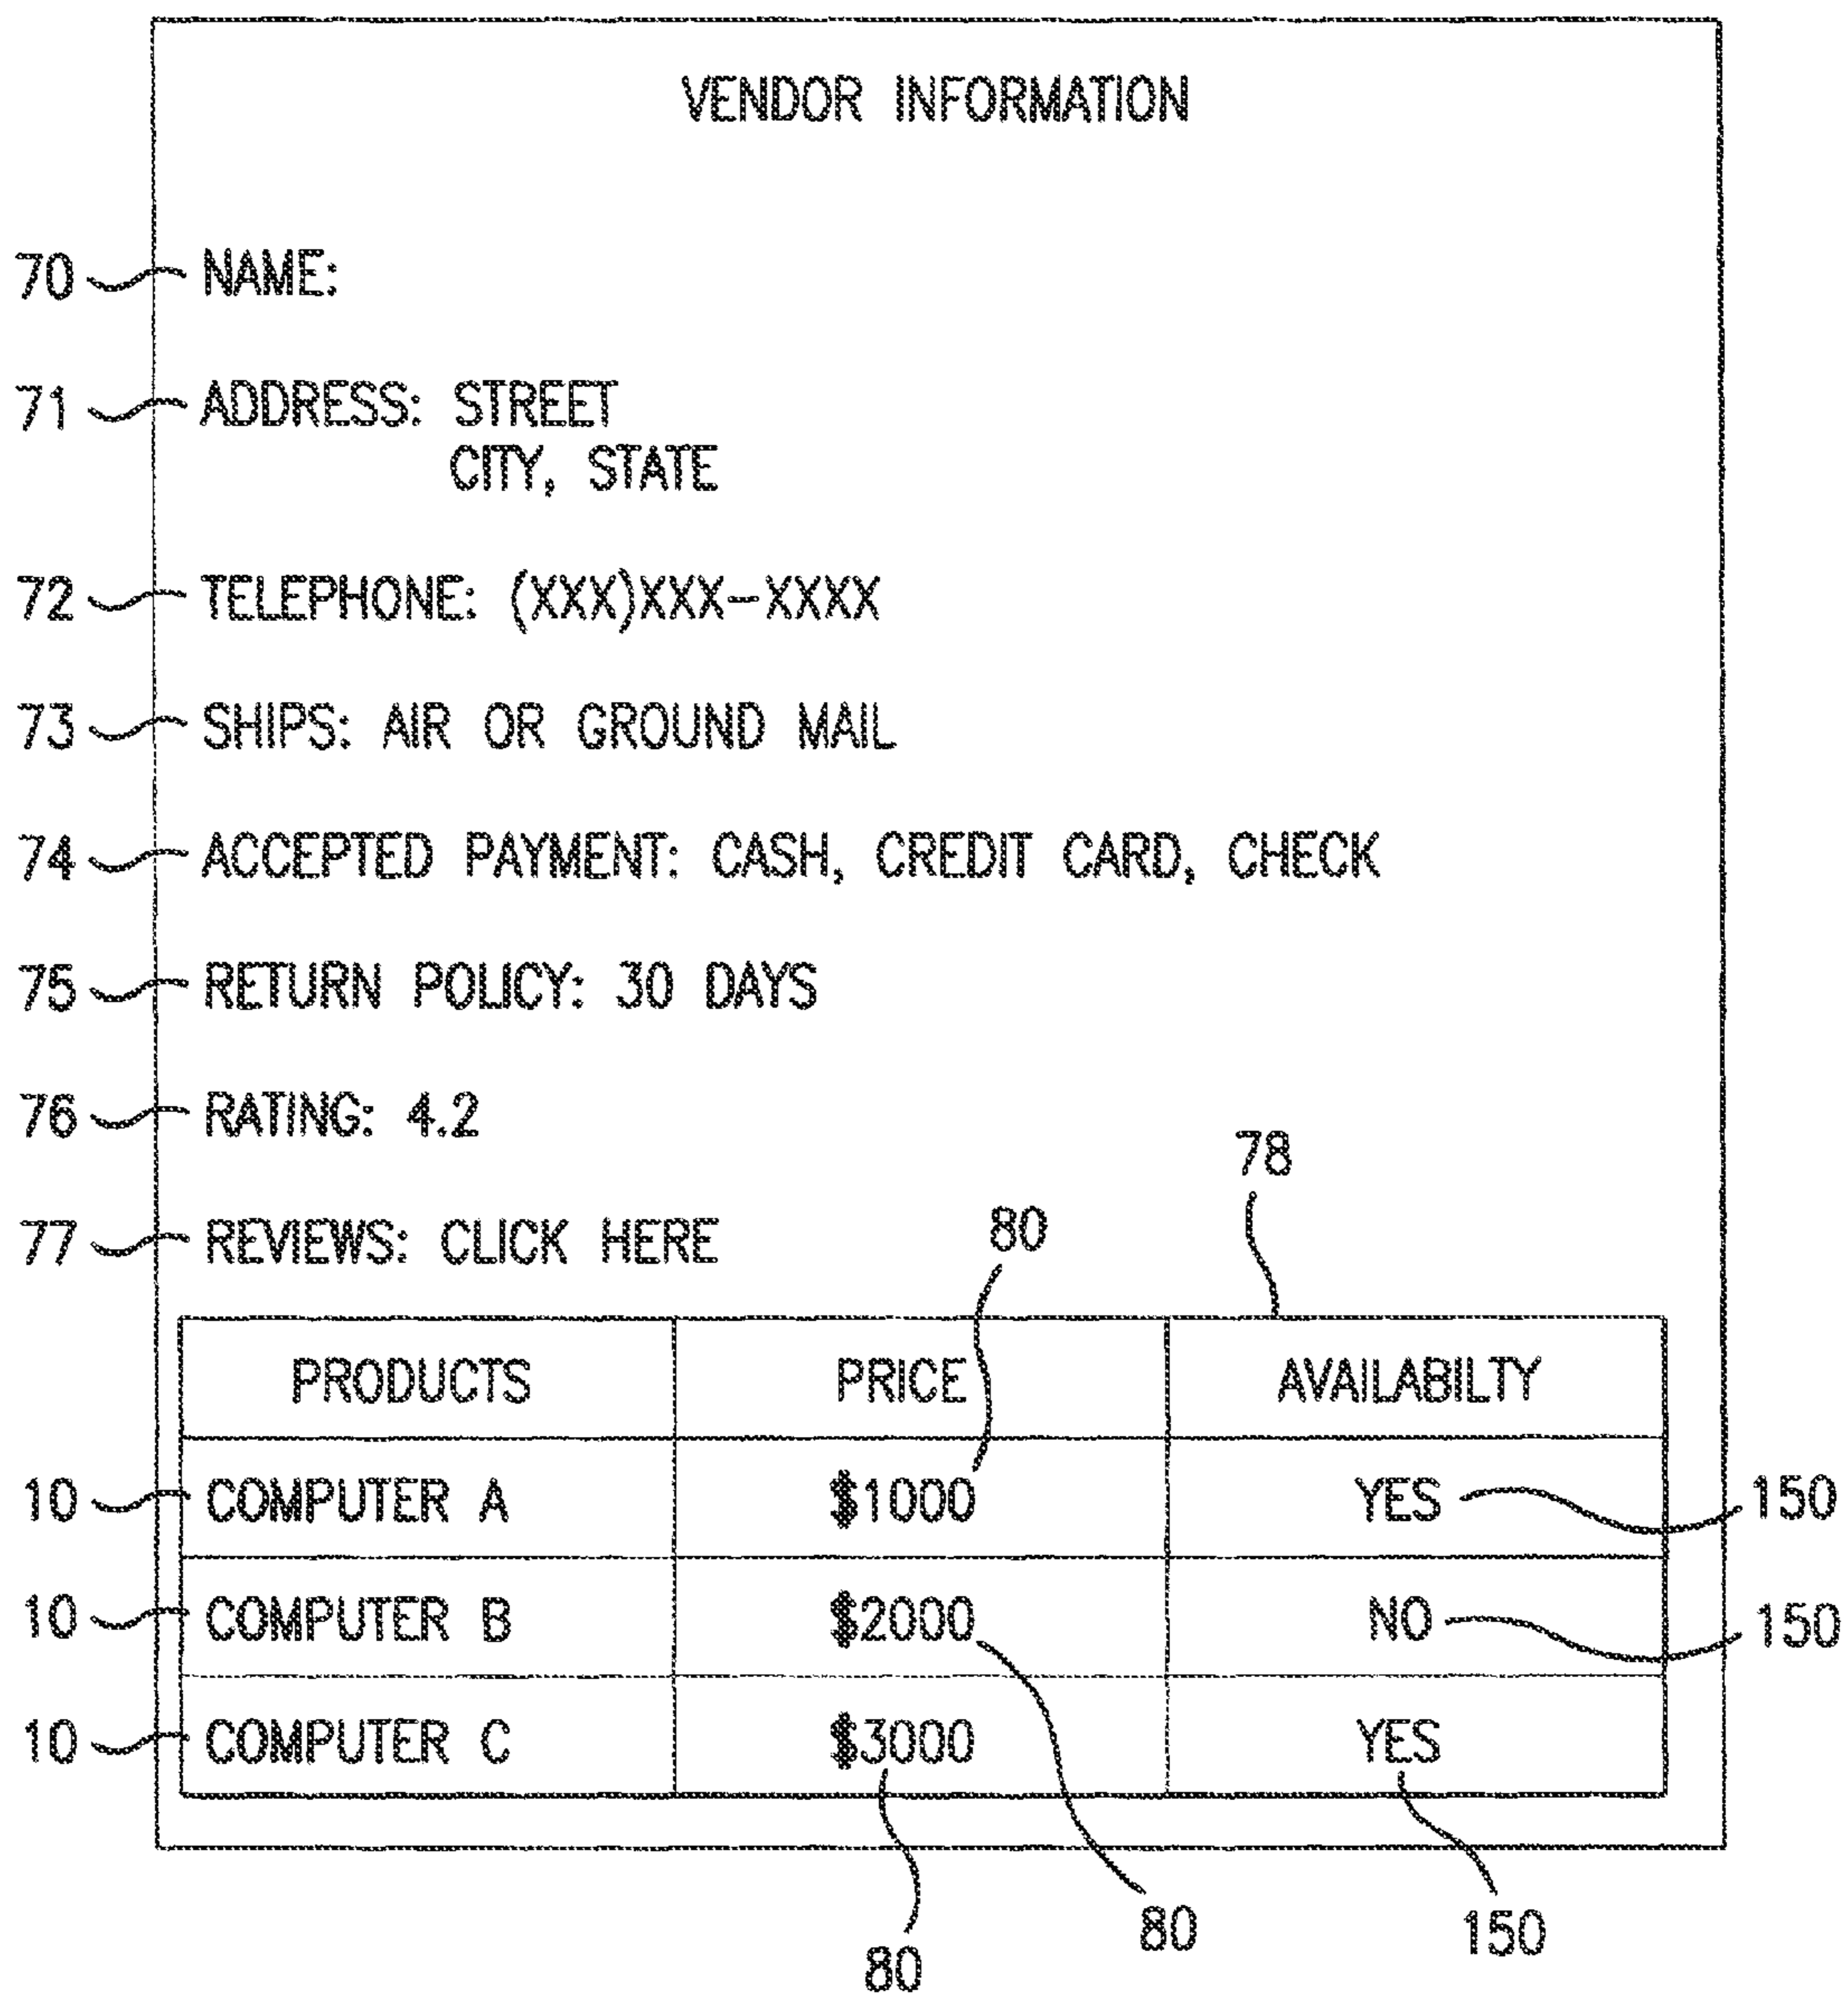 VENDOR INFORMATION
70 NAME:
71 ADDRESS: STREET
CITY, STATE
72 TELEPHONE: (XXX)XXX-XXXX
73 SHIPS: AIR OR GROUND MAIL
74 ACCEPTED PAYMENT: CASH, CREDIT CARD, CHECK
75 RETURN POLICY: 30 DAYS
76 RATING: 4.2
78
77 REVIEWS: CLICK HERE
80
PRODUCTS PRICE AVAILABILTY
10 COMPUTER A $1000 YES 150
10 COMPUTER B $2000 NO 150
10 COMPUTER C $3000 YES
80 80 150